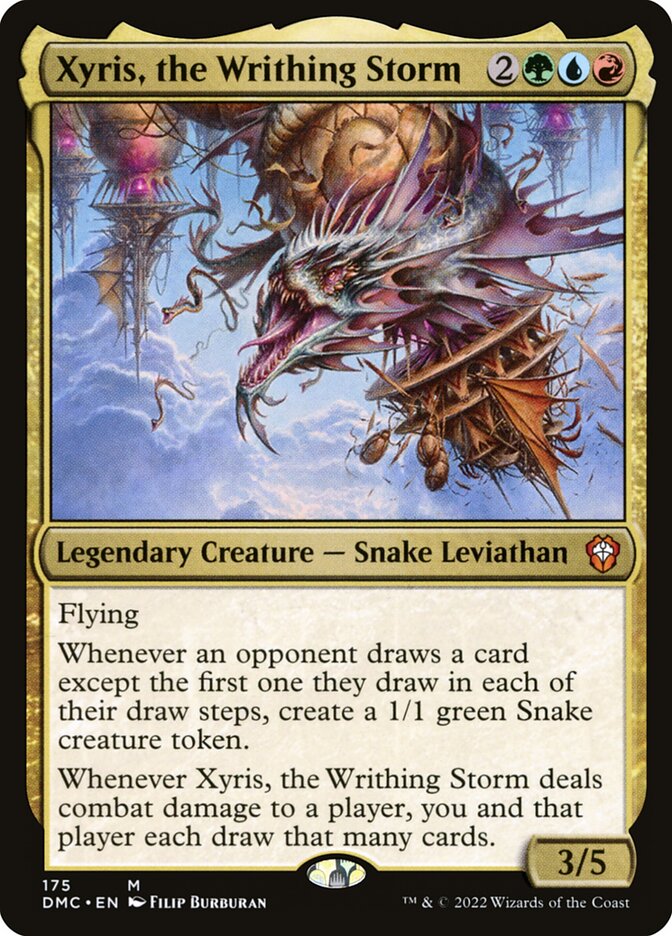 Xyris, the Writhing Storm 2
Legendary Creature — Snake Leviathan
Flying
Whenever an opponent draws a card
except the first one they draw in each of
their draw steps, create a 1/1 green Snake
creature token.
Whenever Xyris, the Writhing Storm deals
combat damage to a player, you and that
player each draw that many cards.
3/5
175 M
DMC • EN Filip Burburan
™ & © 2022 Wizards of the Coast